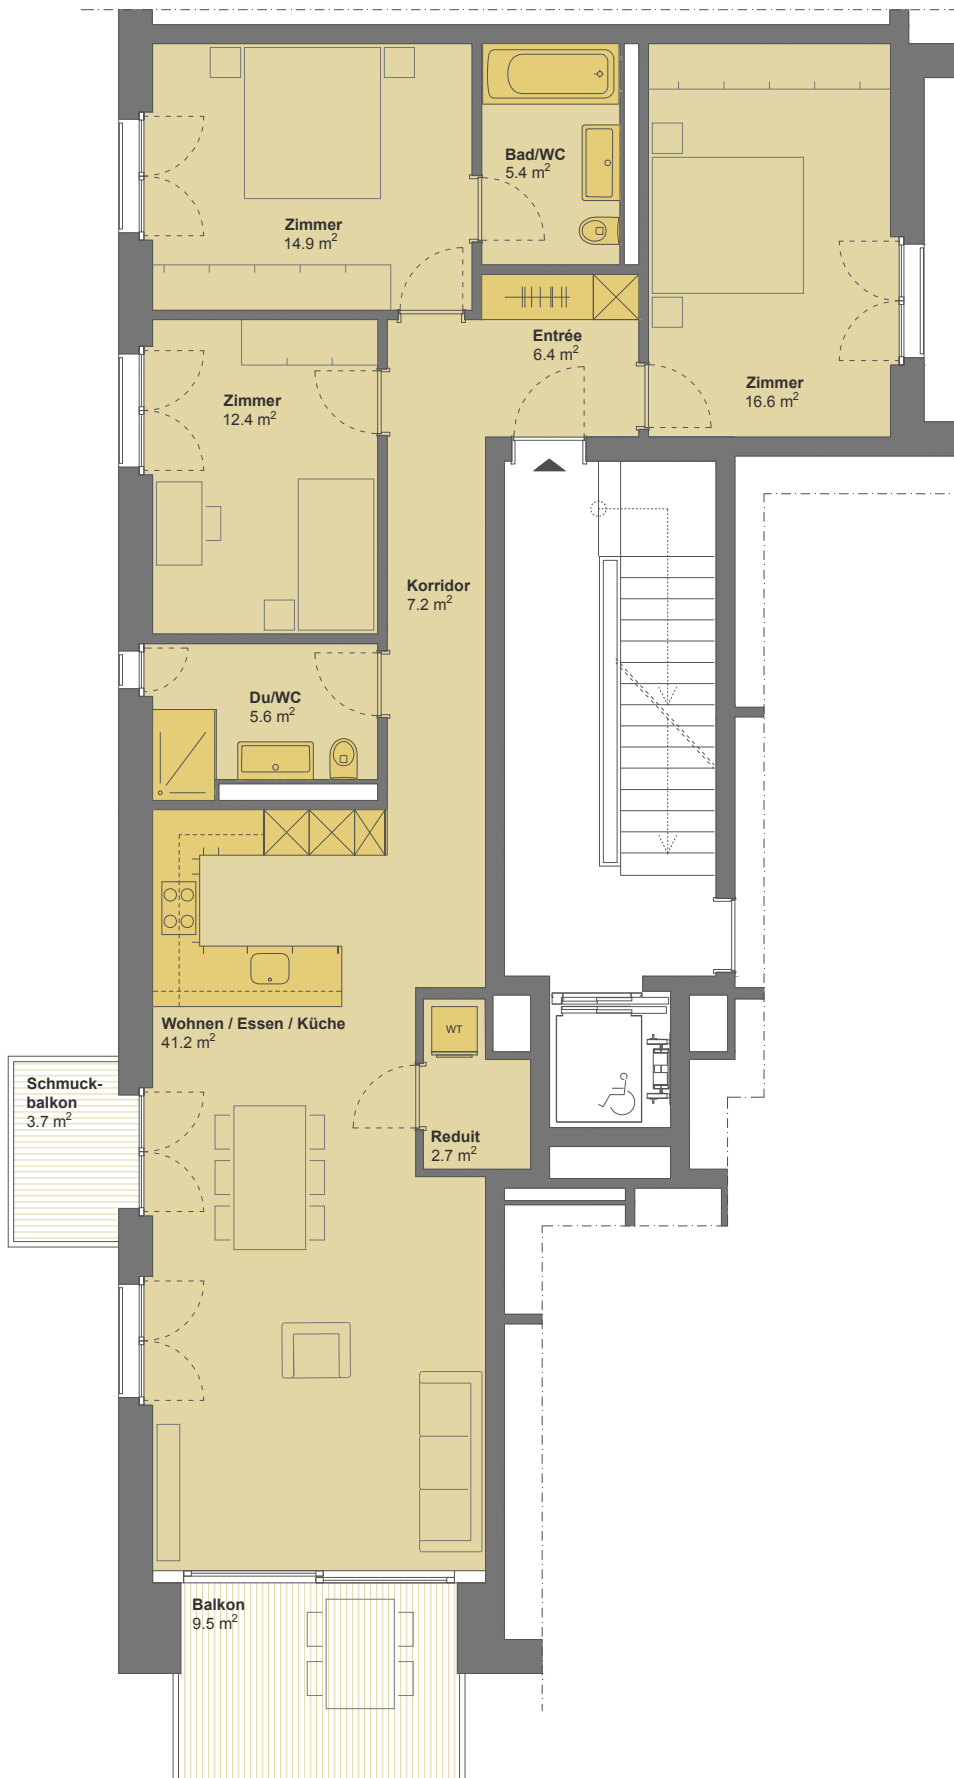 Bad/WC
5.4 m²
Zimmer
14.9 m²
Entrée
6.4 m²
Zimmer
16.6 m²
Zimmer
12.4 m²
Korridor
7.2 m²
Du/WC
5.6 m²
Wohnen / Essen / Küche
41.2 m²
WT
Schmuck-
balkon
3.7 m²
Reduit
2.7 m²
Balkon
9.5 m²